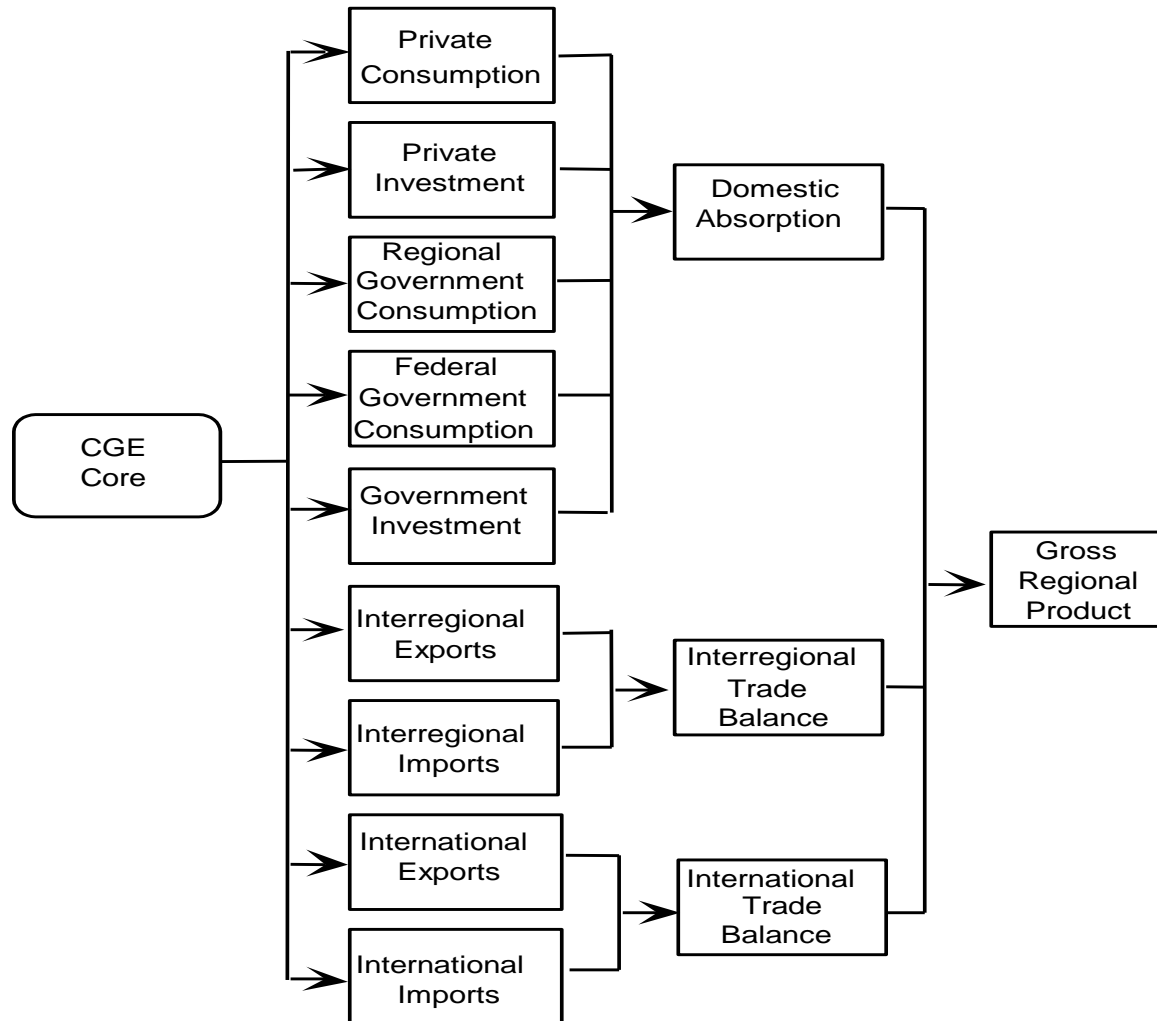 Private
Consumption
Private
Investment
Regional
Government
Consumption
Federal
Government
Consumption
Government
Investment
Interregional
Exports
Interregional
Imports
International
Exports
International
Imports
CGE
Core
Domestic
Absorption
Interregional
Trade
Balance
International
Trade
Balance
Gross
Regional
Product